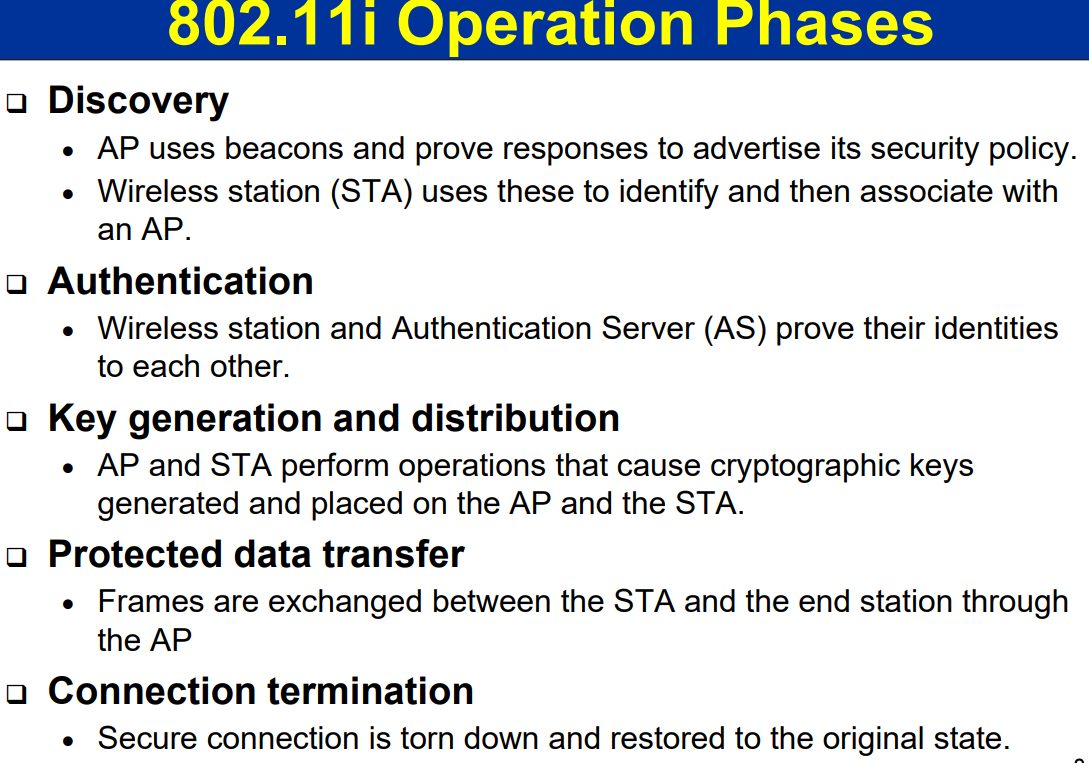 802.11i Operation Phases
❑ Discovery
• AP uses beacons and prove responses to advertise its security policy.
• Wireless station (STA) uses these to identify and then associate with
an AP.
❑ Authentication
• Wireless station and Authentication Server (AS) prove their identities
to each other.
❑ Key generation and distribution
• AP and STA perform operations that cause cryptographic keys
generated and placed on the AP and the STA.
❑ Protected data transfer
• Frames are exchanged between the STA and the end station through
the AP
❑ Connection termination
• Secure connection is torn down and restored to the original state.